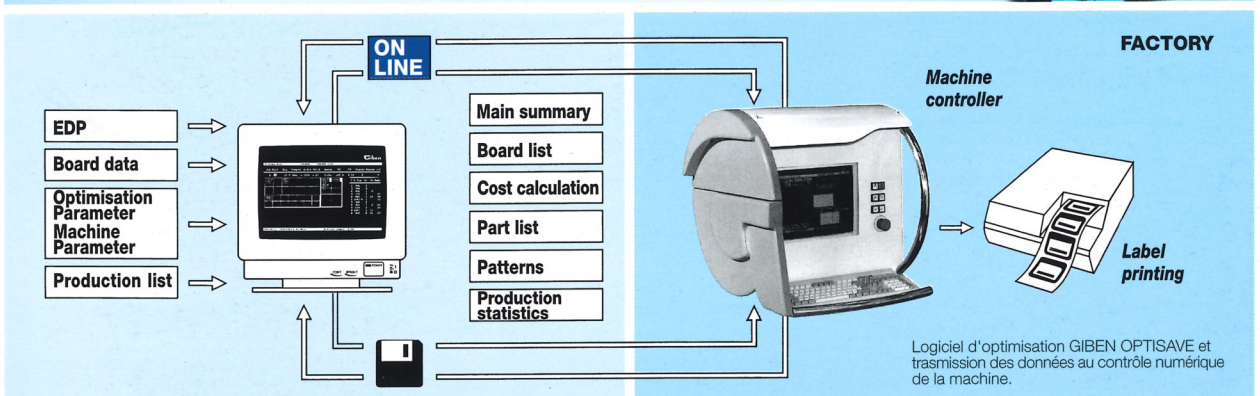 ON
LINE
FACTORY
Machine
controller
EDP
Board data
Optimisation
Parameter
Machine
Parameter
Production list
Giben
Main summary
Board list
Cost calculation
Part list
Patterns
Production
statistics
Label
printing
Logiciel d'optimisation GIBEN OPTISAVE et
trasmission des données au contrôle numérique
de la machine.